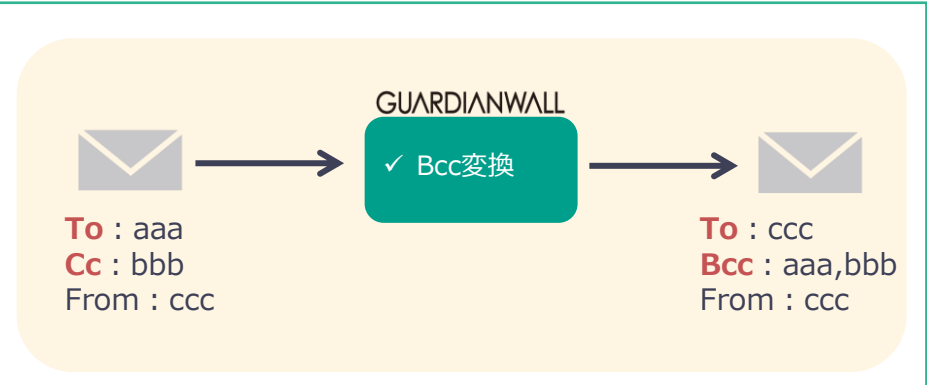 GUARDIANWALL
✓ Bcc変換
To：aaa
Cc：bbb
From：ccc
To：ccc
Bcc：aaa,bbb
From：ccc